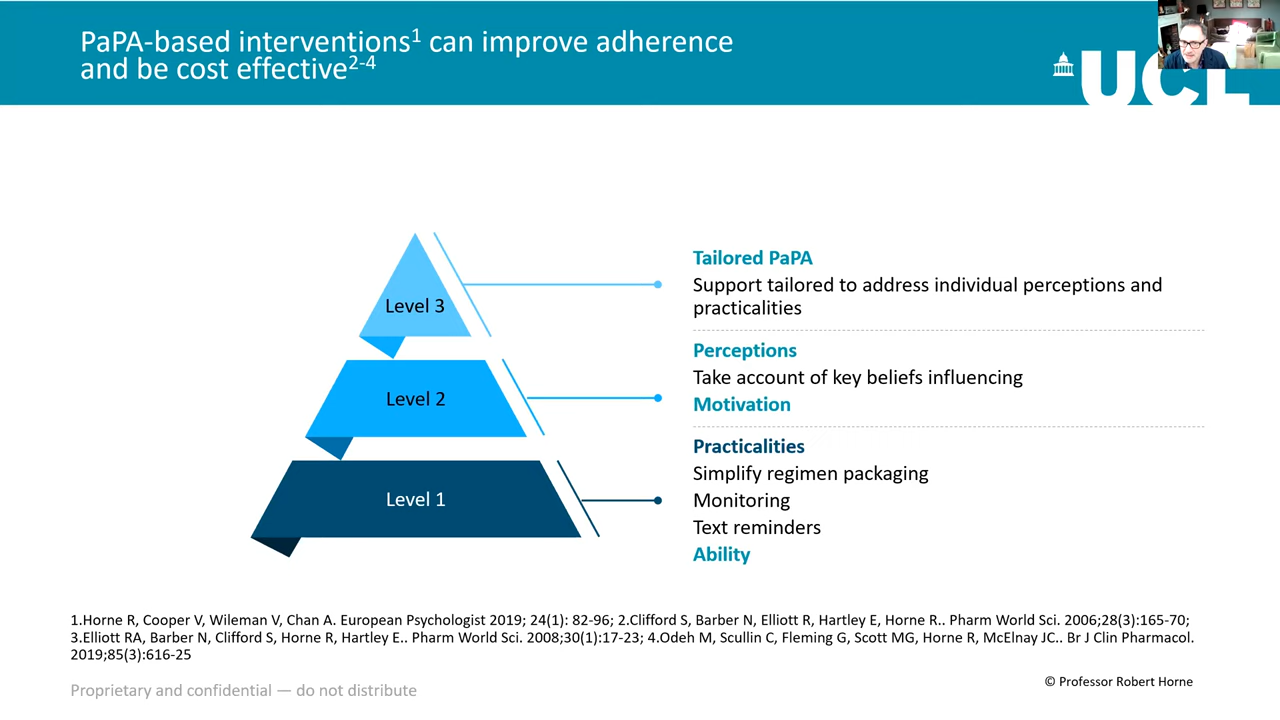 PaPA-based interventions1 can improve adherence
and be cost effective2-4
UCL
Level 3
Tailored PaPA
Support tailored to address individual perceptions and
practicalities
Level 2
Perceptions
Take account of key beliefs influencing
Motivation
Level 1
Practicalities
Simplify regimen packaging
Monitoring
Text reminders
Ability
1.Horne R, Cooper V, Wileman V, Chan A. European Psychologist 2019; 24(1): 82-96; 2.Clifford S, Barber N, Elliott R, Hartley E, Horne R.. Pharm World Sci. 2006;28(3):165-70;
3.Elliott RA, Barber N, Clifford S, Horne R, Hartley E.. Pharm World Sci. 2008;30(1):17-23; 4.Odeh M, Scullin C, Fleming G, Scott MG, Horne R, McElnay JC.. Br J Clin Pharmacol.
2019;85(3):616-25
Proprietary and confidential — do not distribute
© Professor Robert Horne